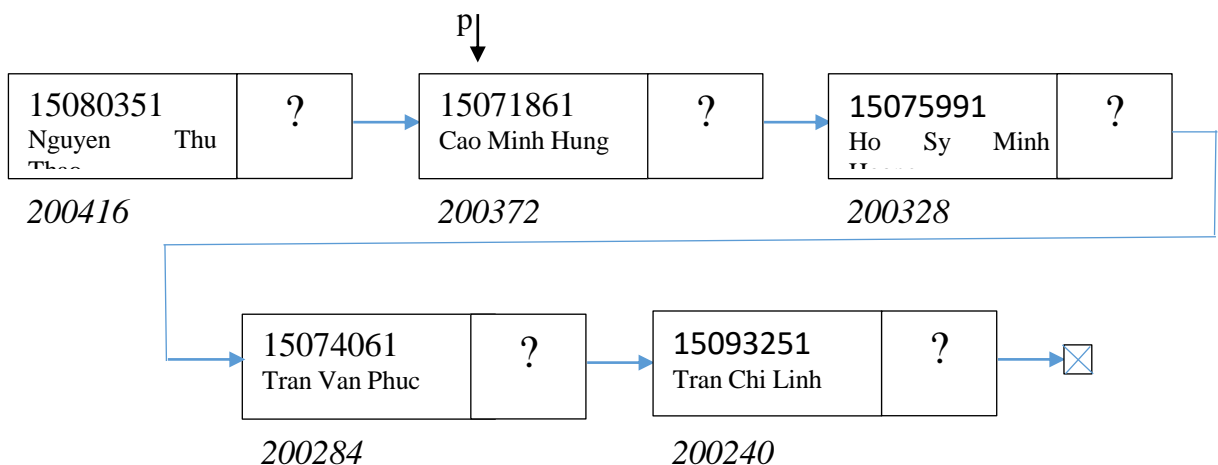 p
15080351
Nguyen Thu
?
15071861
Cao Minh Hung
?
15075991
Ho Sy Minh
?
200416
200372
200328
15074061
Tran Van Phuc
?
15093251
Tran Chi Linh
?
200284
200240